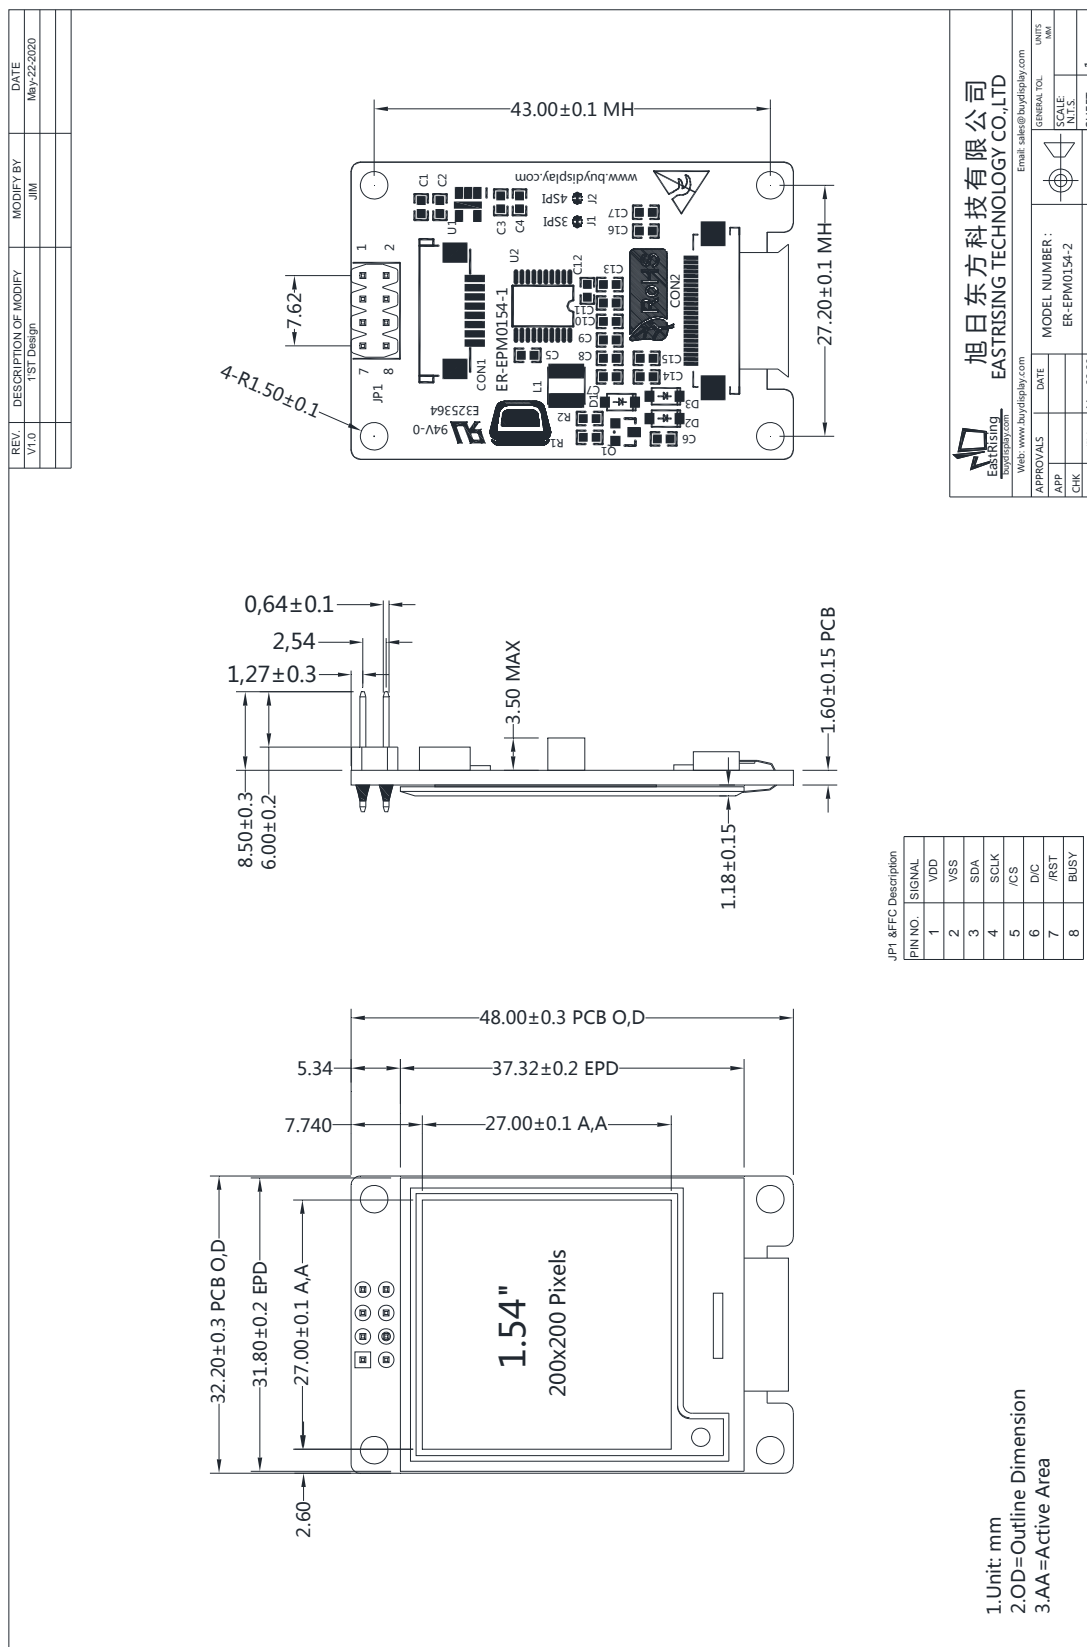 REV.
DESCRIPTION OF MODIFY
MODIFY BY
DATE
V1.0
1'ST Design
JIM
May-22-2020
43.00±0.1 MH
27.20±0.1 MH
7.62
4-R1.50±0.1
1
2
7
8
JP1
C1
C2
U1
C3
C4
www.buydisplay.com
4SPI
J2
3SPI
J1
C17
C16
U2
C12
C13
C11
C10
C9
C8
C7
C5
RoHS
CON2
CON1
ER-EPM0154-1
C15
C14
L1
D1
D3
D2
R2
R1
Q1
C6
E325364
94V-0
0,64±0.1
2,54
1,27±0.3
8.50±0.3
6.00±0.2
3.50 MAX
1.60±0.15 PCB
1.18±0.15
48.00±0.3 PCB O,D
5.34
37.32±0.2 EPD
7.740
27.00±0.1 A,A
32.20±0.3 PCB O,D
31.80±0.2 EPD
27.00±0.1 A,A
2.60
1.54"
200x200 Pixels
JP1 &FFC Description
PIN NO. SIGNAL
1 VDD
2 VSS
3 SDA
4 SCLK
5 /CS
6 D/C
7 /RST
8 BUSY
1.Unit: mm
2.OD=Outline Dimension
3.AA=Active Area
EastRising
buydisplay.com
旭日东方科技有限公司
EASTRISING TECHNOLOGY CO.,LTD
Web: www.buydisplay.com
Email: sales@buydisplay.com
APPROVALS
DATE
MODEL NUMBER :
ER-EPM0154-2
GENERAL TOL.
UNITS
MM
SCALE:
N.T.S.
APP
CHK